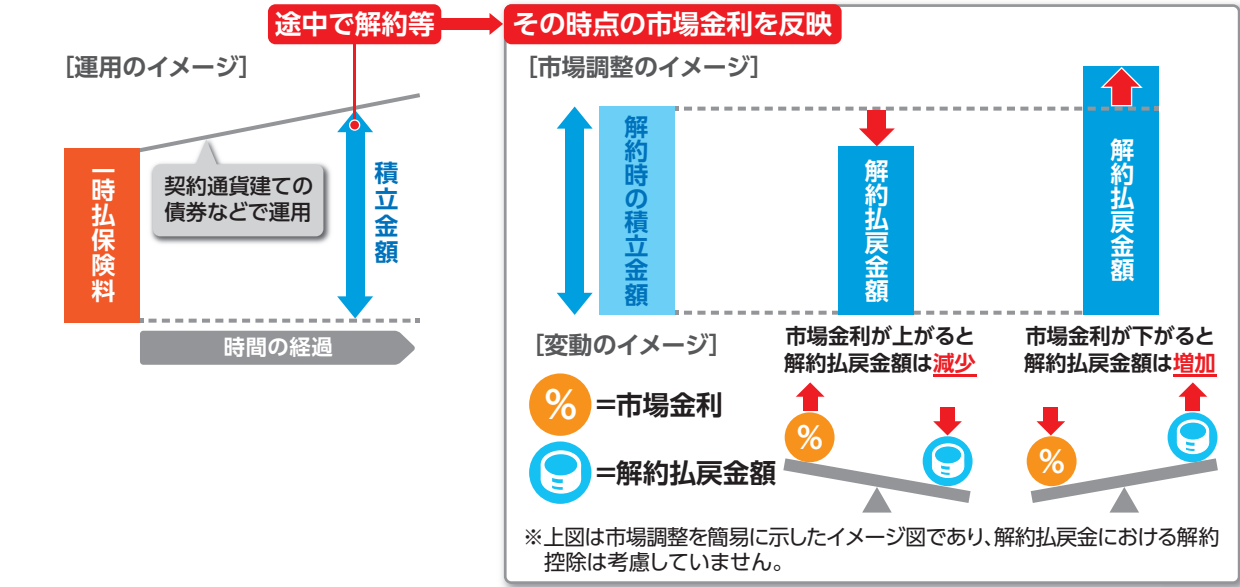 途中で解約等
その時点の市場金利を反映
［運用のイメージ］
一時払保険料
契約通貨建ての
債券などで運用
積立金額
時間の経過
［市場調整のイメージ］
解約時の積立金額
解約払戻金額
解約払戻金額
［変動のイメージ］
%=市場金利
=解約払戻金額
市場金利が上がると
解約払戻金額は減少
%
市場金利が下がると
解約払戻金額は増加
%
※上図は市場調整を簡易に示したイメージ図であり、解約払戻金における解約
控除は考慮していません。